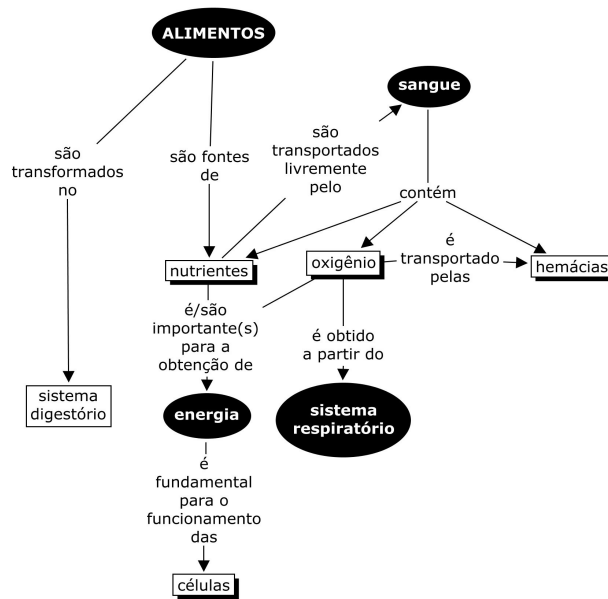 ALIMENTOS
sangue
são
transformados
no
são fontes
de
são
transportados
livremente
pelo
contém
nutrientes
oxigênio
é
transportado
pelas
hemácias
é/são
importante(s)
para a
obtenção de
é obtido
a partir do
sistema
digestório
energia
sistema
respiratório
é
fundamental
para o
funcionamento
das
células